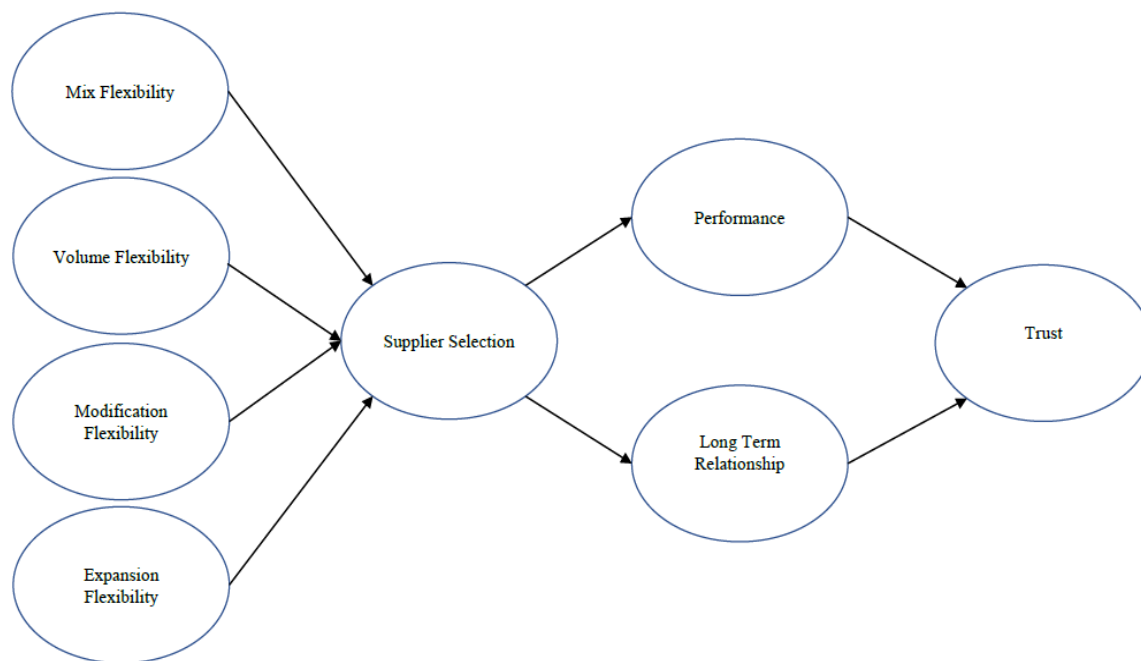 Mix Flexibility
Volume Flexibility
Modification
Flexibility
Expansion
Flexibility
Supplier Selection
Performance
Long Term
Relationship
Trust